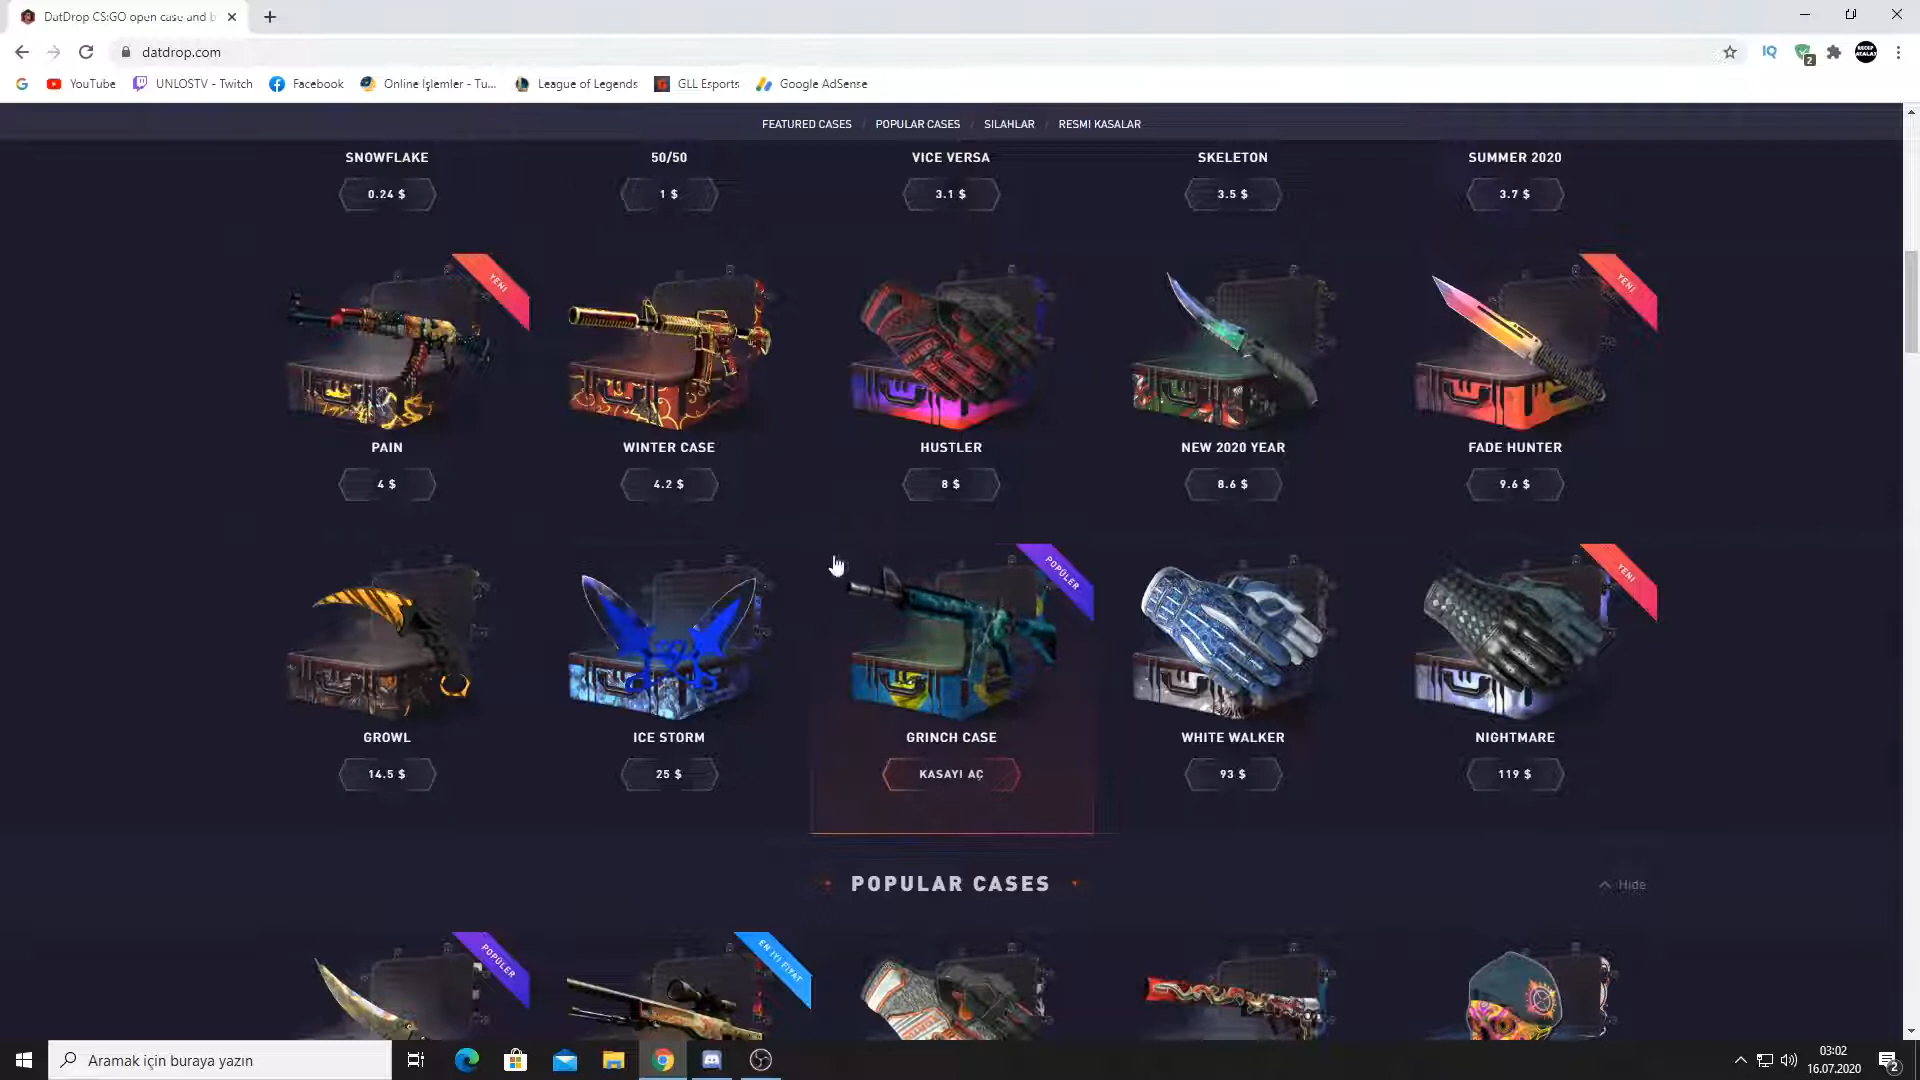 DatDrop CS:GO open case and b
datdrop.com
2
YouTube
UNLOSTV - Twitch
Facebook
Online İşlemler - Tu...
League of Legends
GLL Esports
Google AdSense
FEATURED CASES / POPULAR CASES / SILAHLAR / RESMI KASALAR
SNOWFLAKE
50/50
VICE VERSA
SKELETON
SUMMER 2020
0.24 $
1 $
3.1 $
3.5 $
3.7 $
YENI
YENI
PAIN
WINTER CASE
HUSTLER
NEW 2020 YEAR
FADE HUNTER
4 $
4.2 $
8 $
8.6 $
9.6 $
POPÜLER
YENI
GROWL
ICE STORM
GRINCH CASE
WHITE WALKER
NIGHTMARE
14.5 $
25 $
KASAYI AÇ
93 $
119 $
POPULAR CASES
Hide
POPÜLER
EN IYI FIYAT
Aramak için buraya yazın
03:02
16.07.2020
2